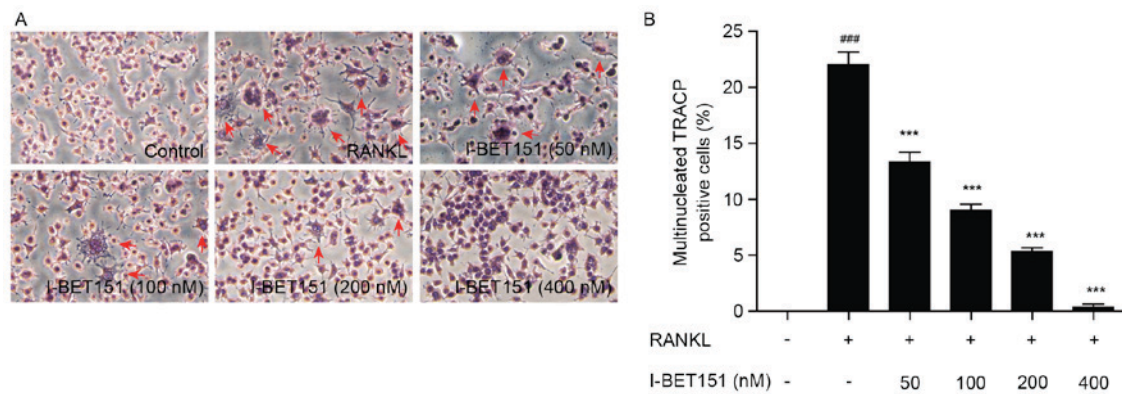 A
Control
RANKL
I-BET151 (50 nM)
I-BET151 (100 nM)
I-BET151 (200 nM)
I-BET151 (400 nM)
B
Multinucleated TRACP
positive cells (%)
25
20
15
10
5
0
###
***
***
***
***
RANKL - + + + + +
I-BET151 (nM) - - 50 100 200 400